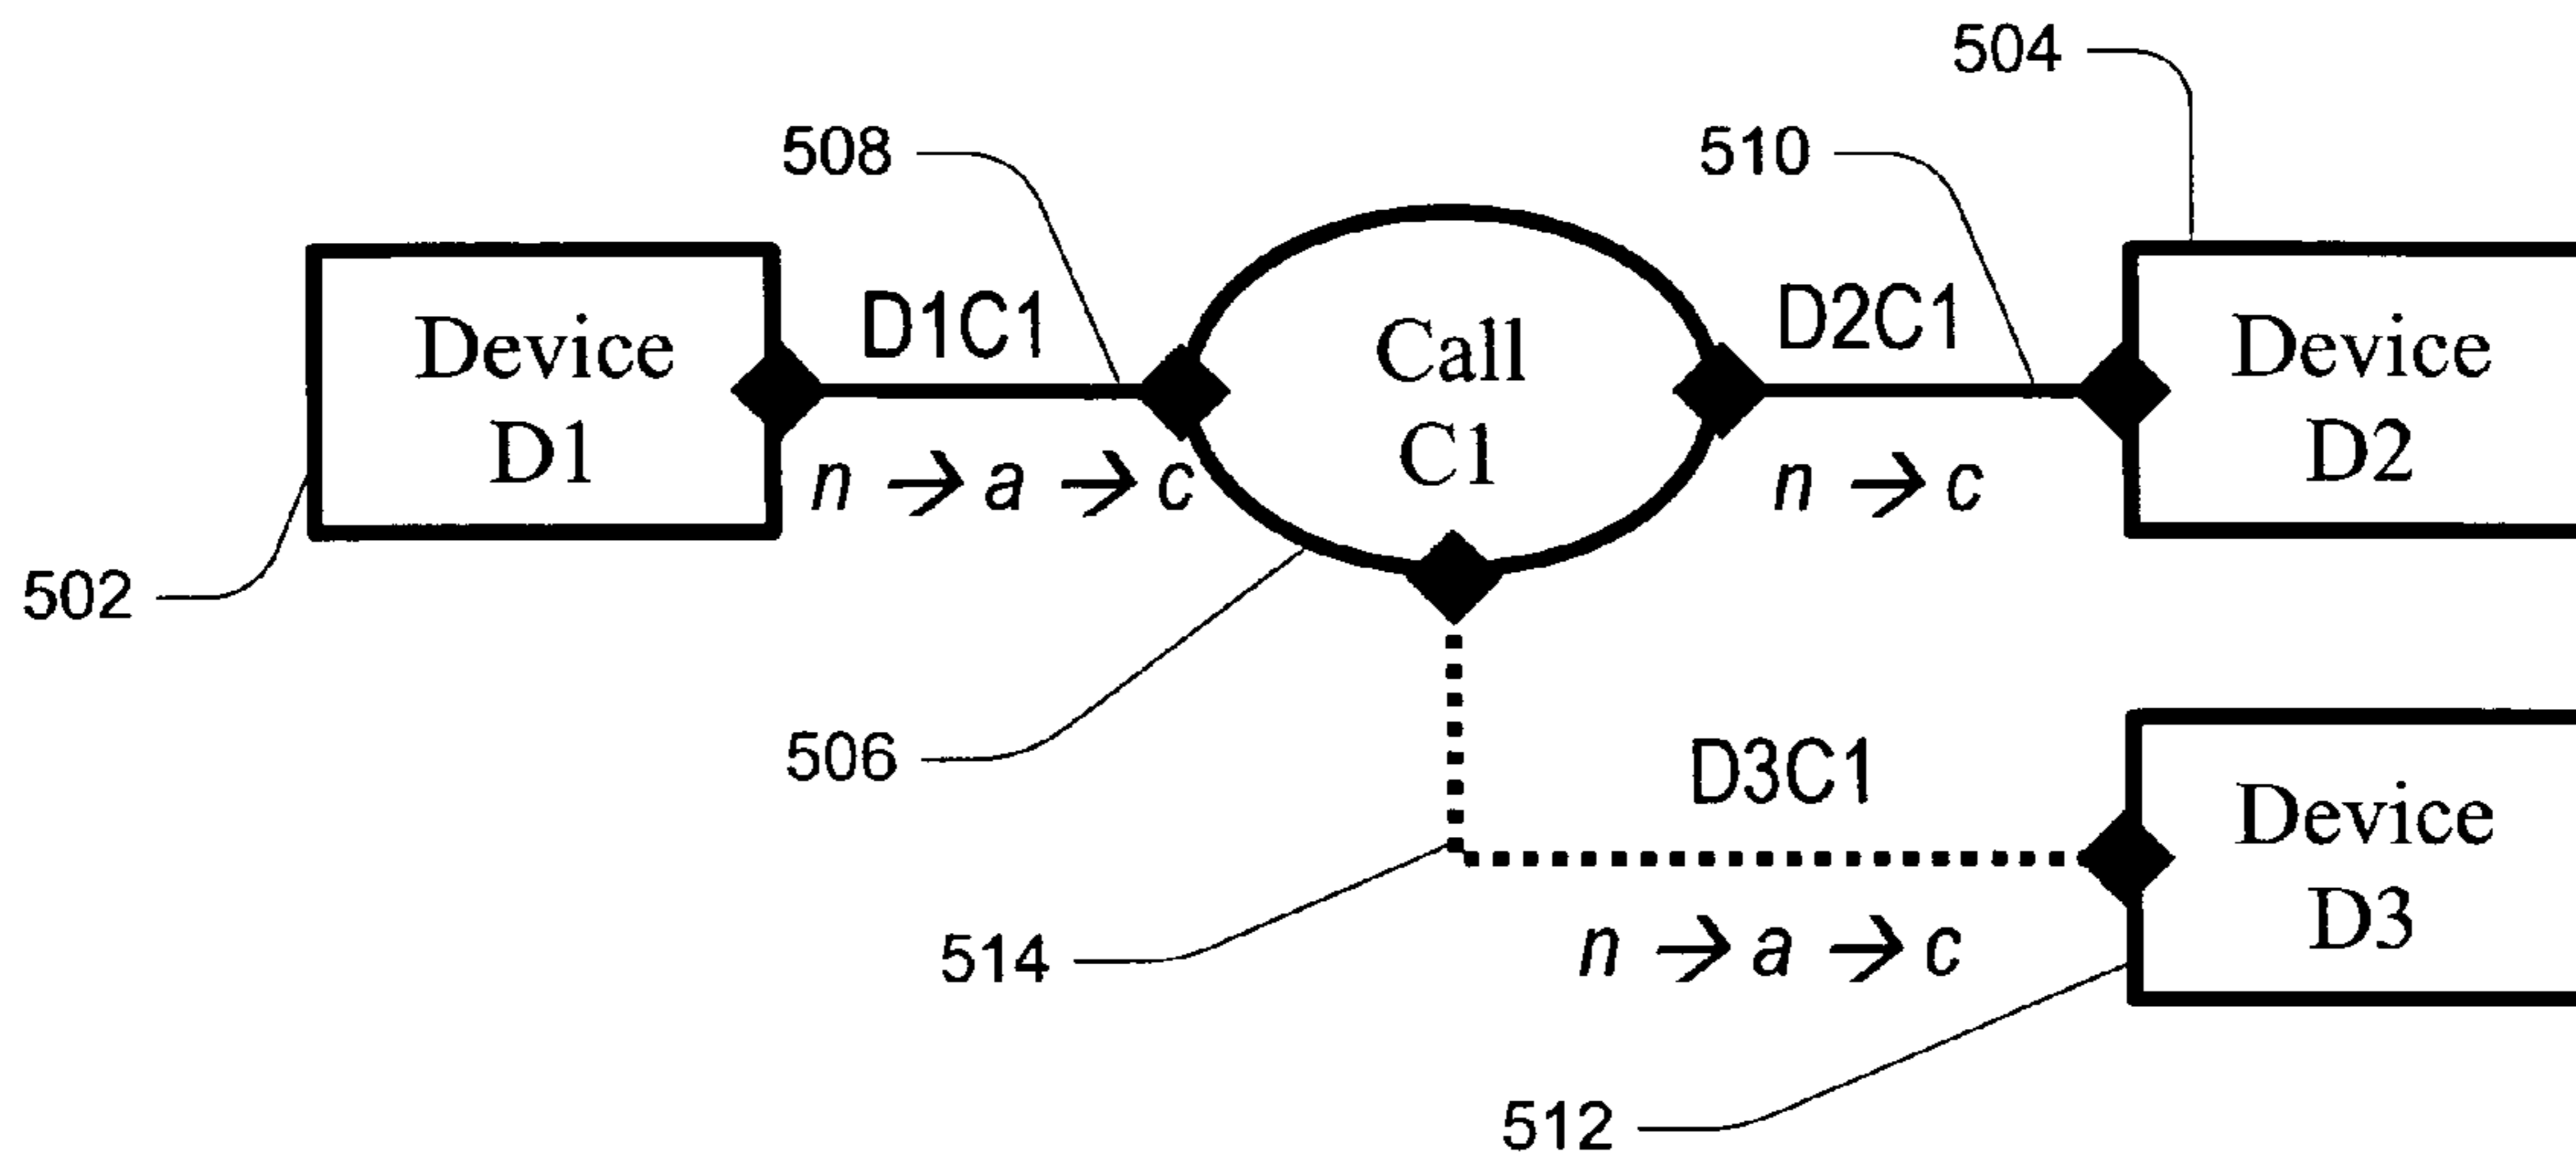 504
508
510
D1C1
D2C1
Device
D1
Call
C1
Device
D2
n → a → c
n → c
502
506
D3C1
Device
D3
514
n → a → c
512